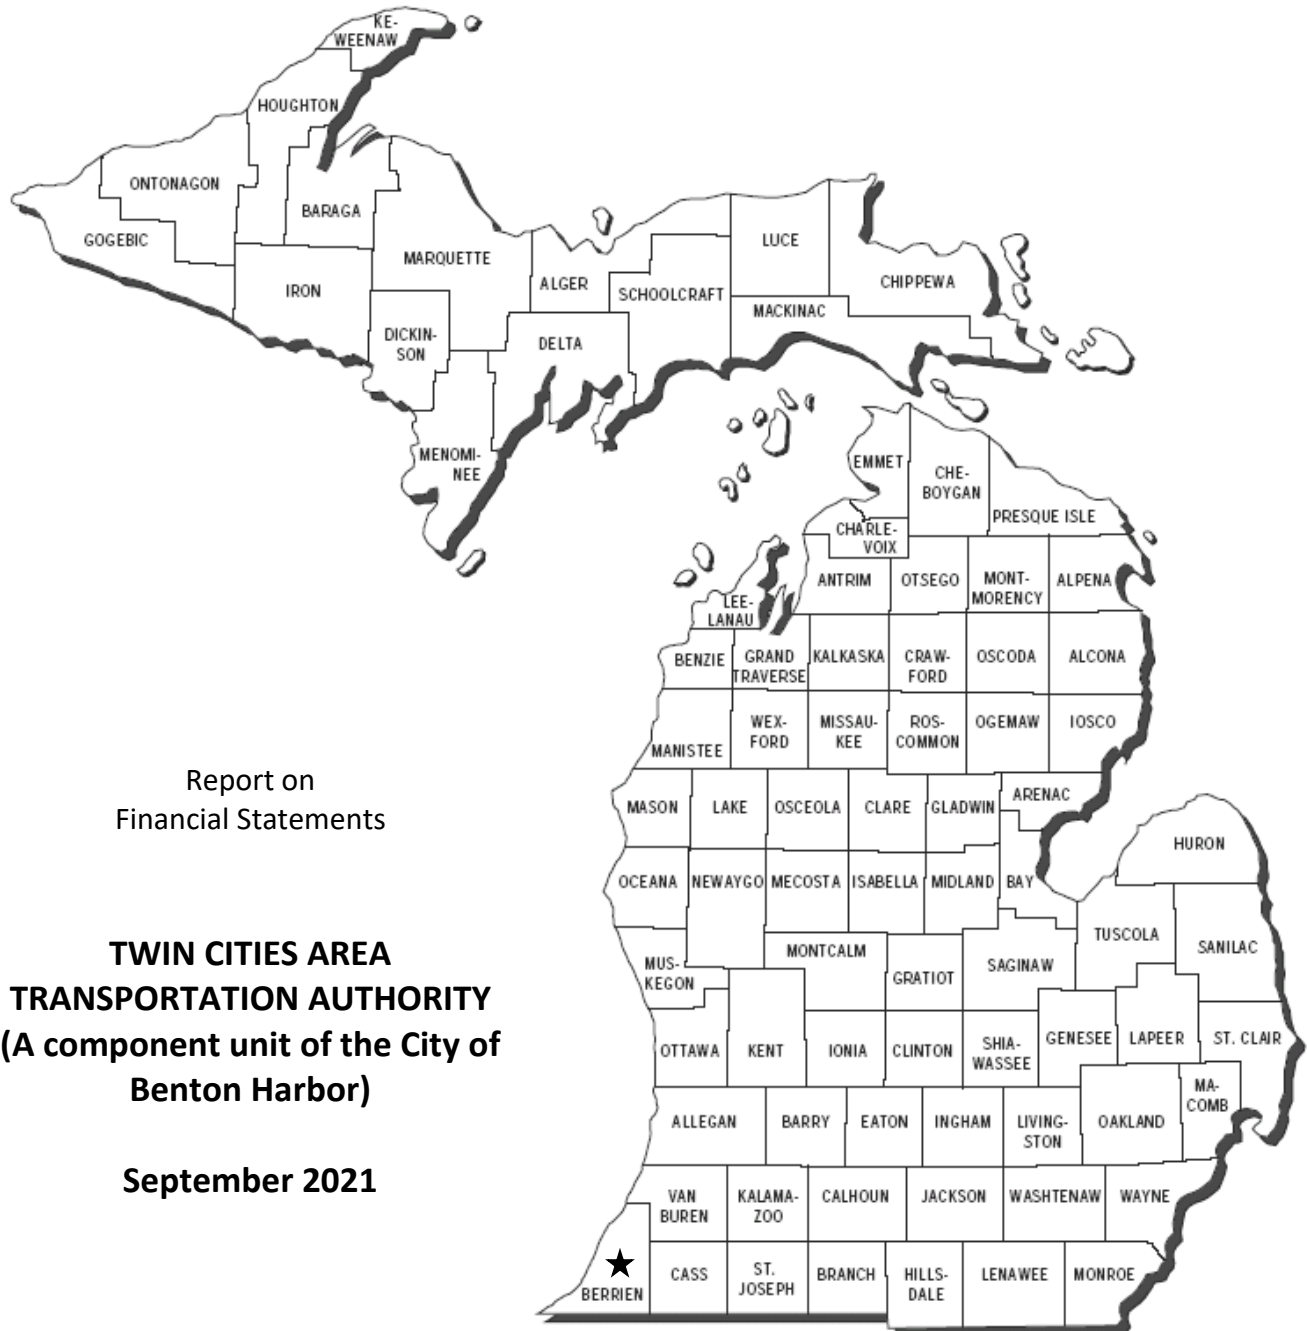 KE-
WEENAW
HOUGHTON
ONTONAGON
BARAGA
GOGEBIC
MARQUETTE
LUCE
IRON
ALGER
SCHOOLCRAFT
CHIPPEWA
MACKINAC
DICKIN-
SON
DELTA
MENOMI-
NEE
EMMET
CHE-
BOYGAN
PRESQUE ISLE
CHARLE-
VOIX
ANTRIM
OTSEGO
MONT-
MORENCY
ALPENA
LEE-
LANAU
BENZIE
GRAND
TRAVERSE
KALKASKA
CRAW-
FORD
OSCODA
ALCONA
MANISTEE
WEX-
FORD
MISSAU-
KEE
ROS-
COMMON
OGEMAW
IOSCO
Report on
Financial Statements
MASON
LAKE
OSCEOLA
CLARE
GLADWIN
ARENAC
HURON
OCEANA
NEWAYGO
MECOSTA
ISABELLA
MIDLAND
BAY
TUSCOLA
SANILAC
TWIN CITIES AREA
TRANSPORTATION AUTHORITY
(A component unit of the City of
Benton Harbor)
MUS-
KEGON
MONTCALM
GRATIOT
SAGINAW
OTTAWA
KENT
IONIA
CLINTON
SHIA-
WASSEE
GENESEE
LAPEER
ST. CLAIR
MA-
COMB
ALLEGAN
BARRY
EATON
INGHAM
LIVING-
STON
OAKLAND
September 2021
VAN
BUREN
KALAMA-
ZOO
CALHOUN
JACKSON
WASHTENAW
WAYNE
BERRIEN
CASS
ST.
JOSEPH
BRANCH
HILLS-
DALE
LENAWEE
MONROE